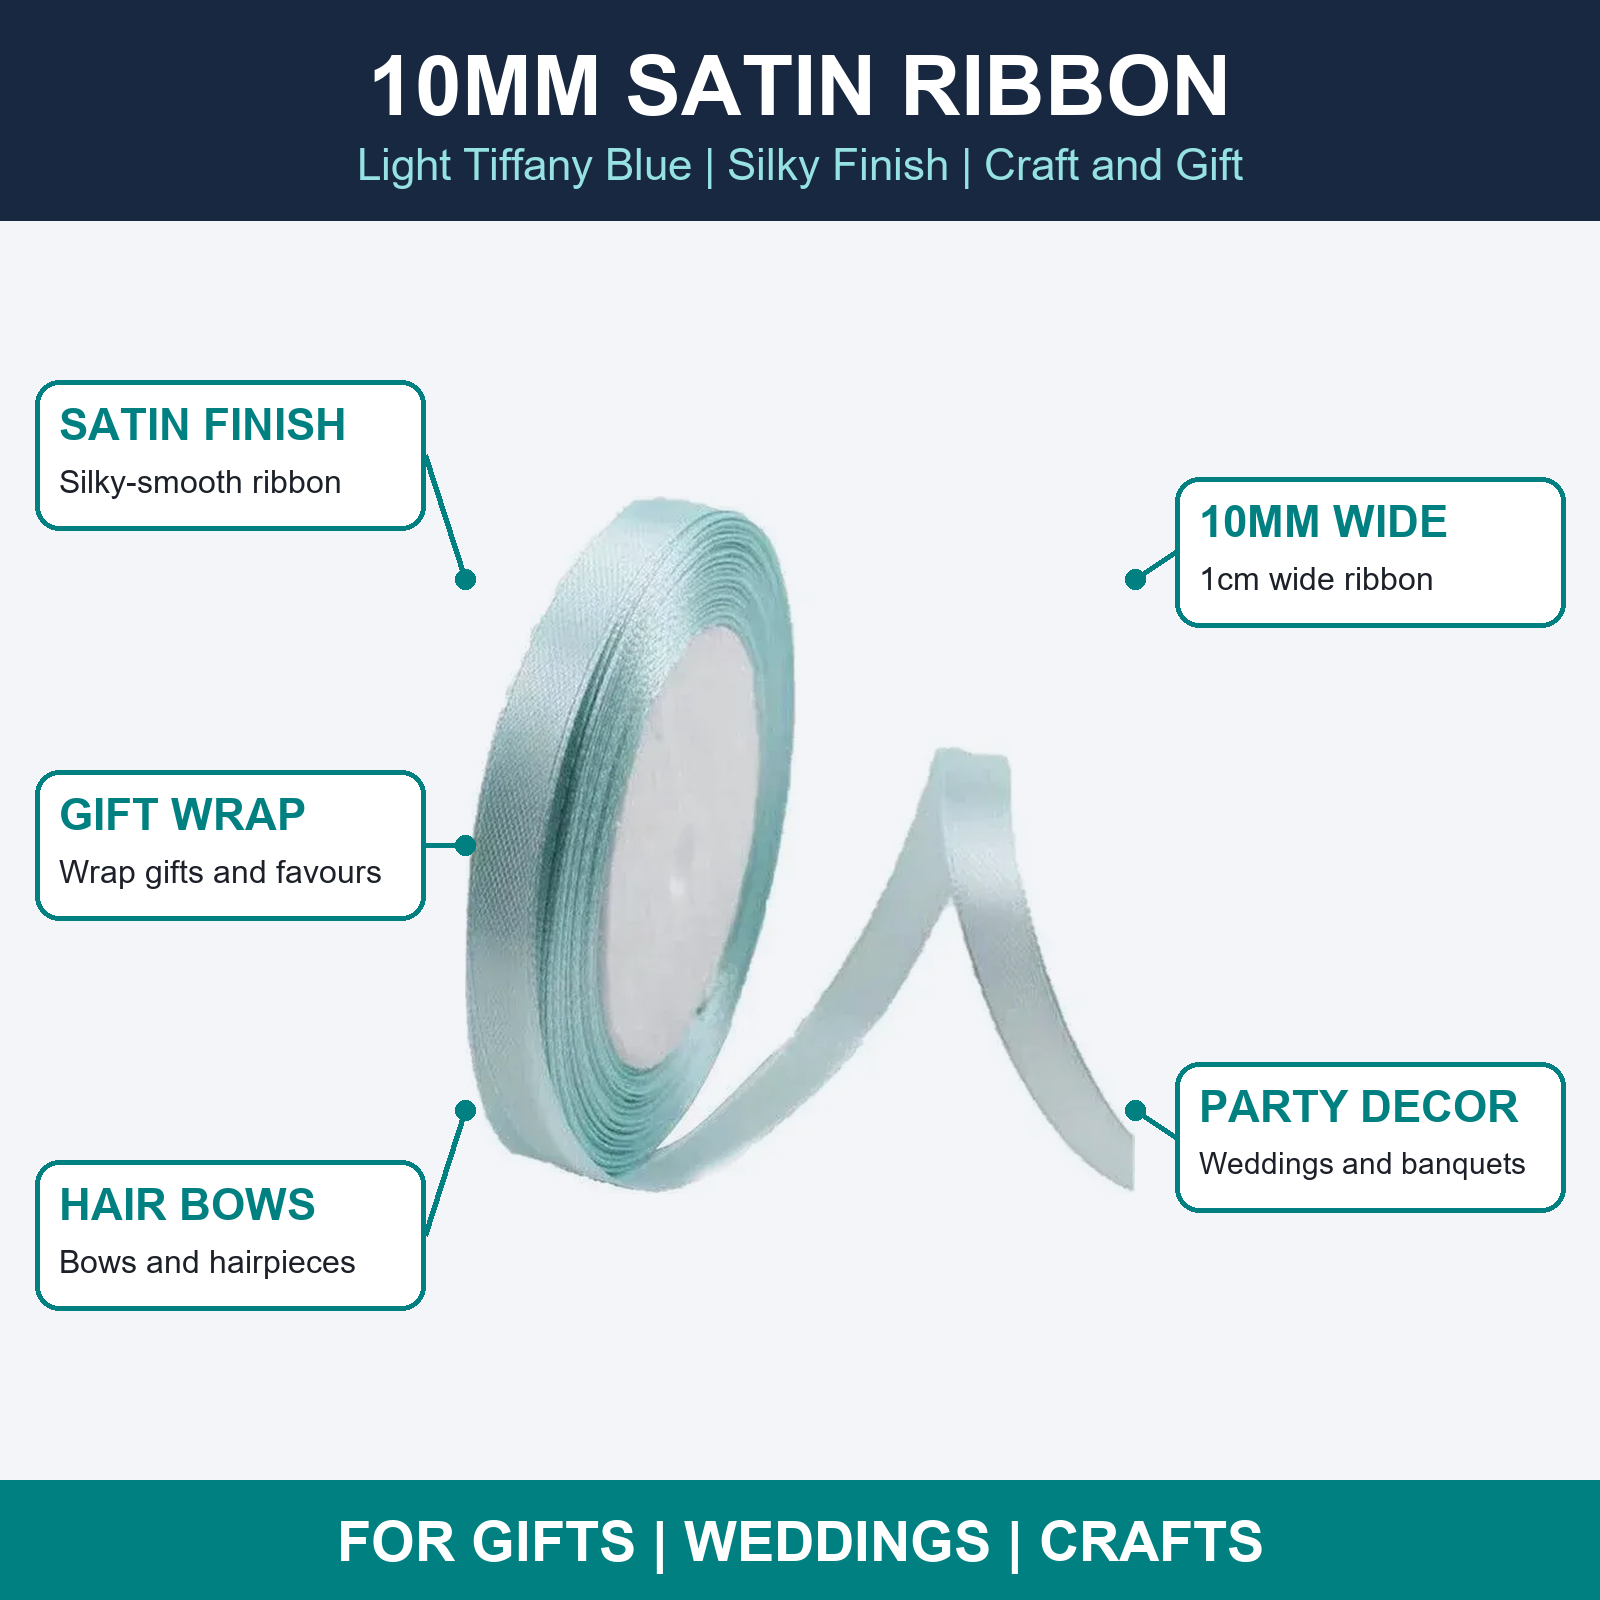 10MM SATIN RIBBON
Light Tiffany Blue | Silky Finish | Craft and Gift
SATIN FINISH
Silky-smooth ribbon
10MM WIDE
1cm wide ribbon
GIFT WRAP
Wrap gifts and favours
PARTY DECOR
Weddings and banquets
HAIR BOWS
Bows and hairpieces
FOR GIFTS | WEDDINGS | CRAFTS